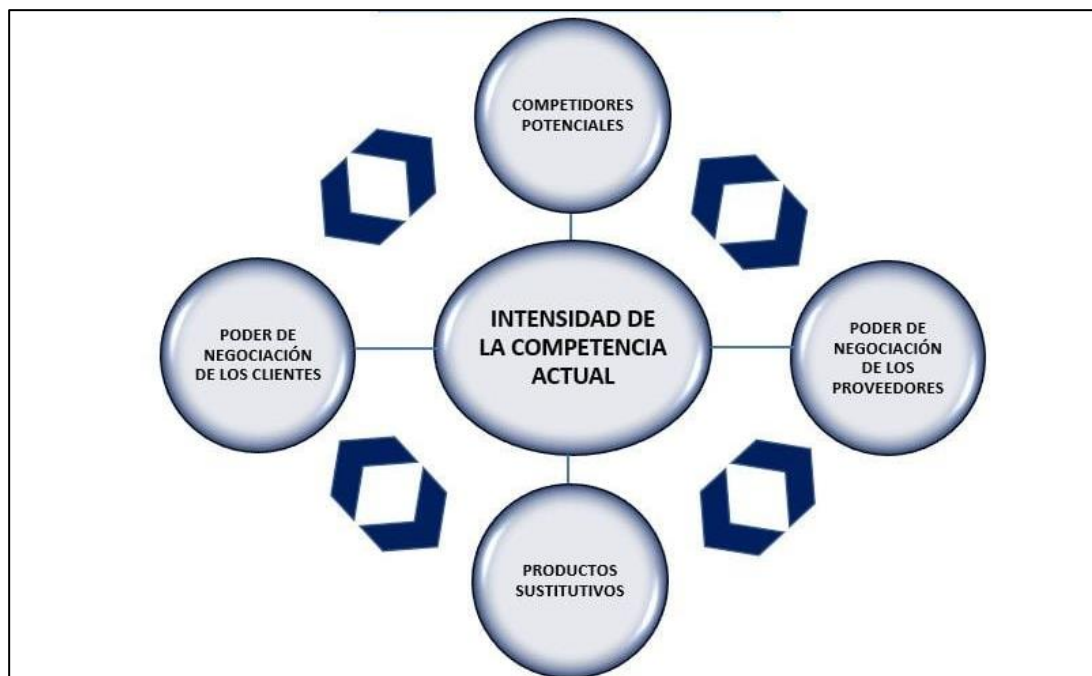 COMPETIDORES
POTENCIALES
PODER DE
NEGOCIACIÓN
DE LOS CLIENTES
INTENSIDAD DE
LA COMPETENCIA
ACTUAL
PODER DE
NEGOCIACIÓN
DE LOS
PROVEEDORES
PRODUCTOS
SUSTITUTIVOS